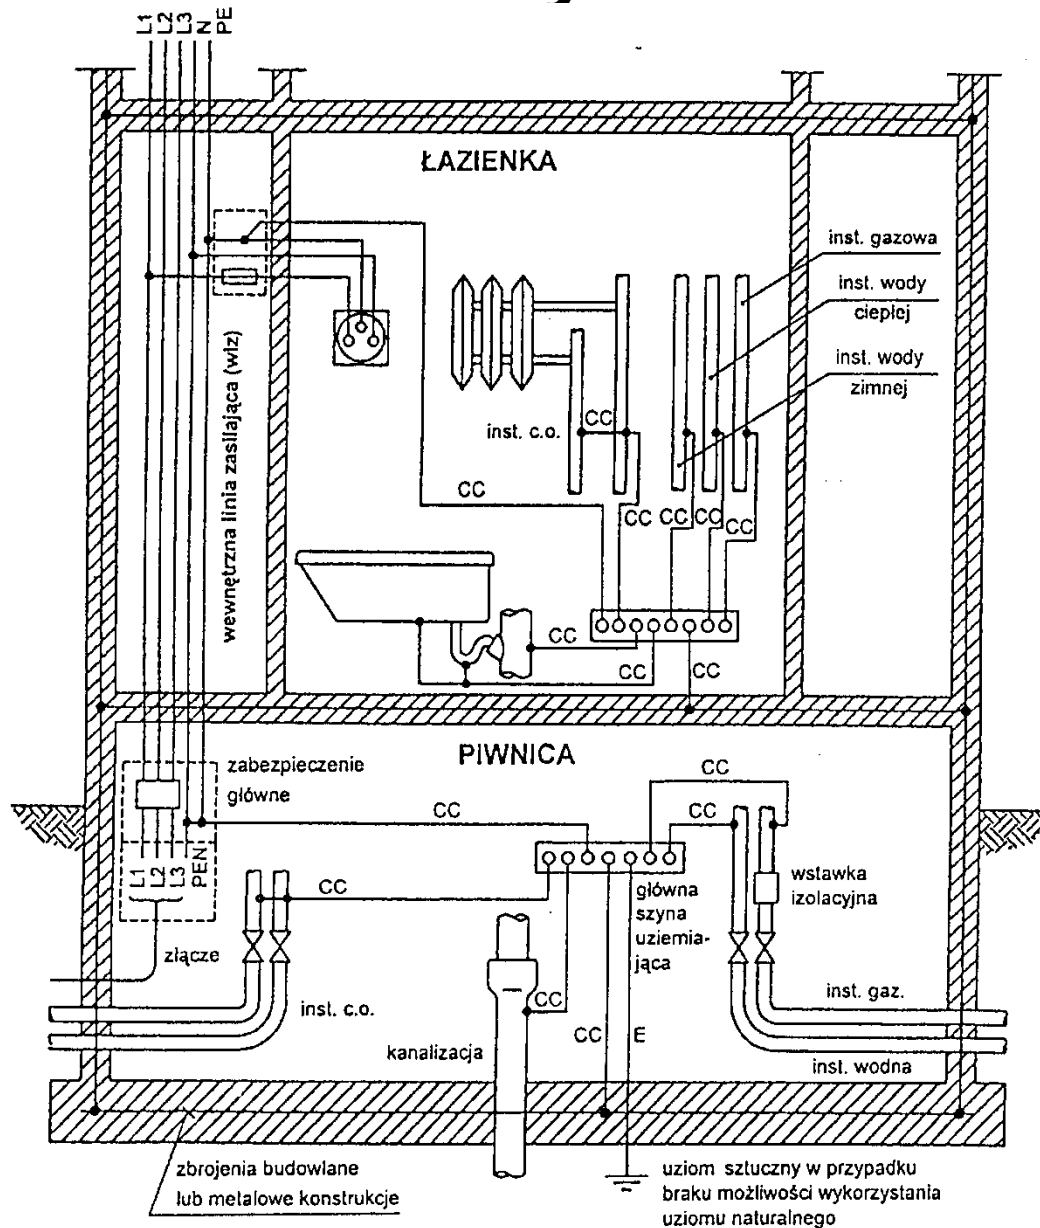 L1
L2
L3
N
PE
ŁAZIENKA
inst. gazowa
inst. wody
ciepłej
inst. wody
zimnej
wewnętrzna linia zasilająca (wlz)
inst. c.o.
CC
CC
CC
CC
CC
CC
CC
CC
CC
PIWNICA
zabezpieczenie
główne
CC
CC
CC
L1
L2
L3
PEN
CC
główna
szyna
uziemia-
jąca
wstawka
izolacyjna
złącze
inst. c.o.
CC
CC
E
kanalizacja
inst. gaz.
inst. wodna
zbrojenia budowlane
lub metalowe konstrukcje
uziom sztuczny w przypadku
braku możliwości wykorzystania
uziomu naturalnego